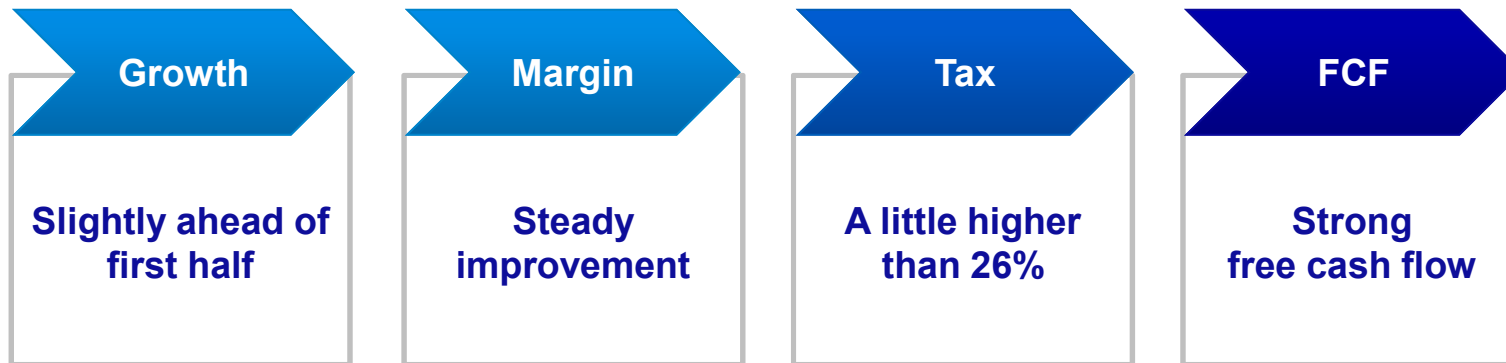 Growth
Slightly ahead of
first half
Margin
Steady
improvement
Tax
A little higher
than 26%
FCF
Strong
free cash flow